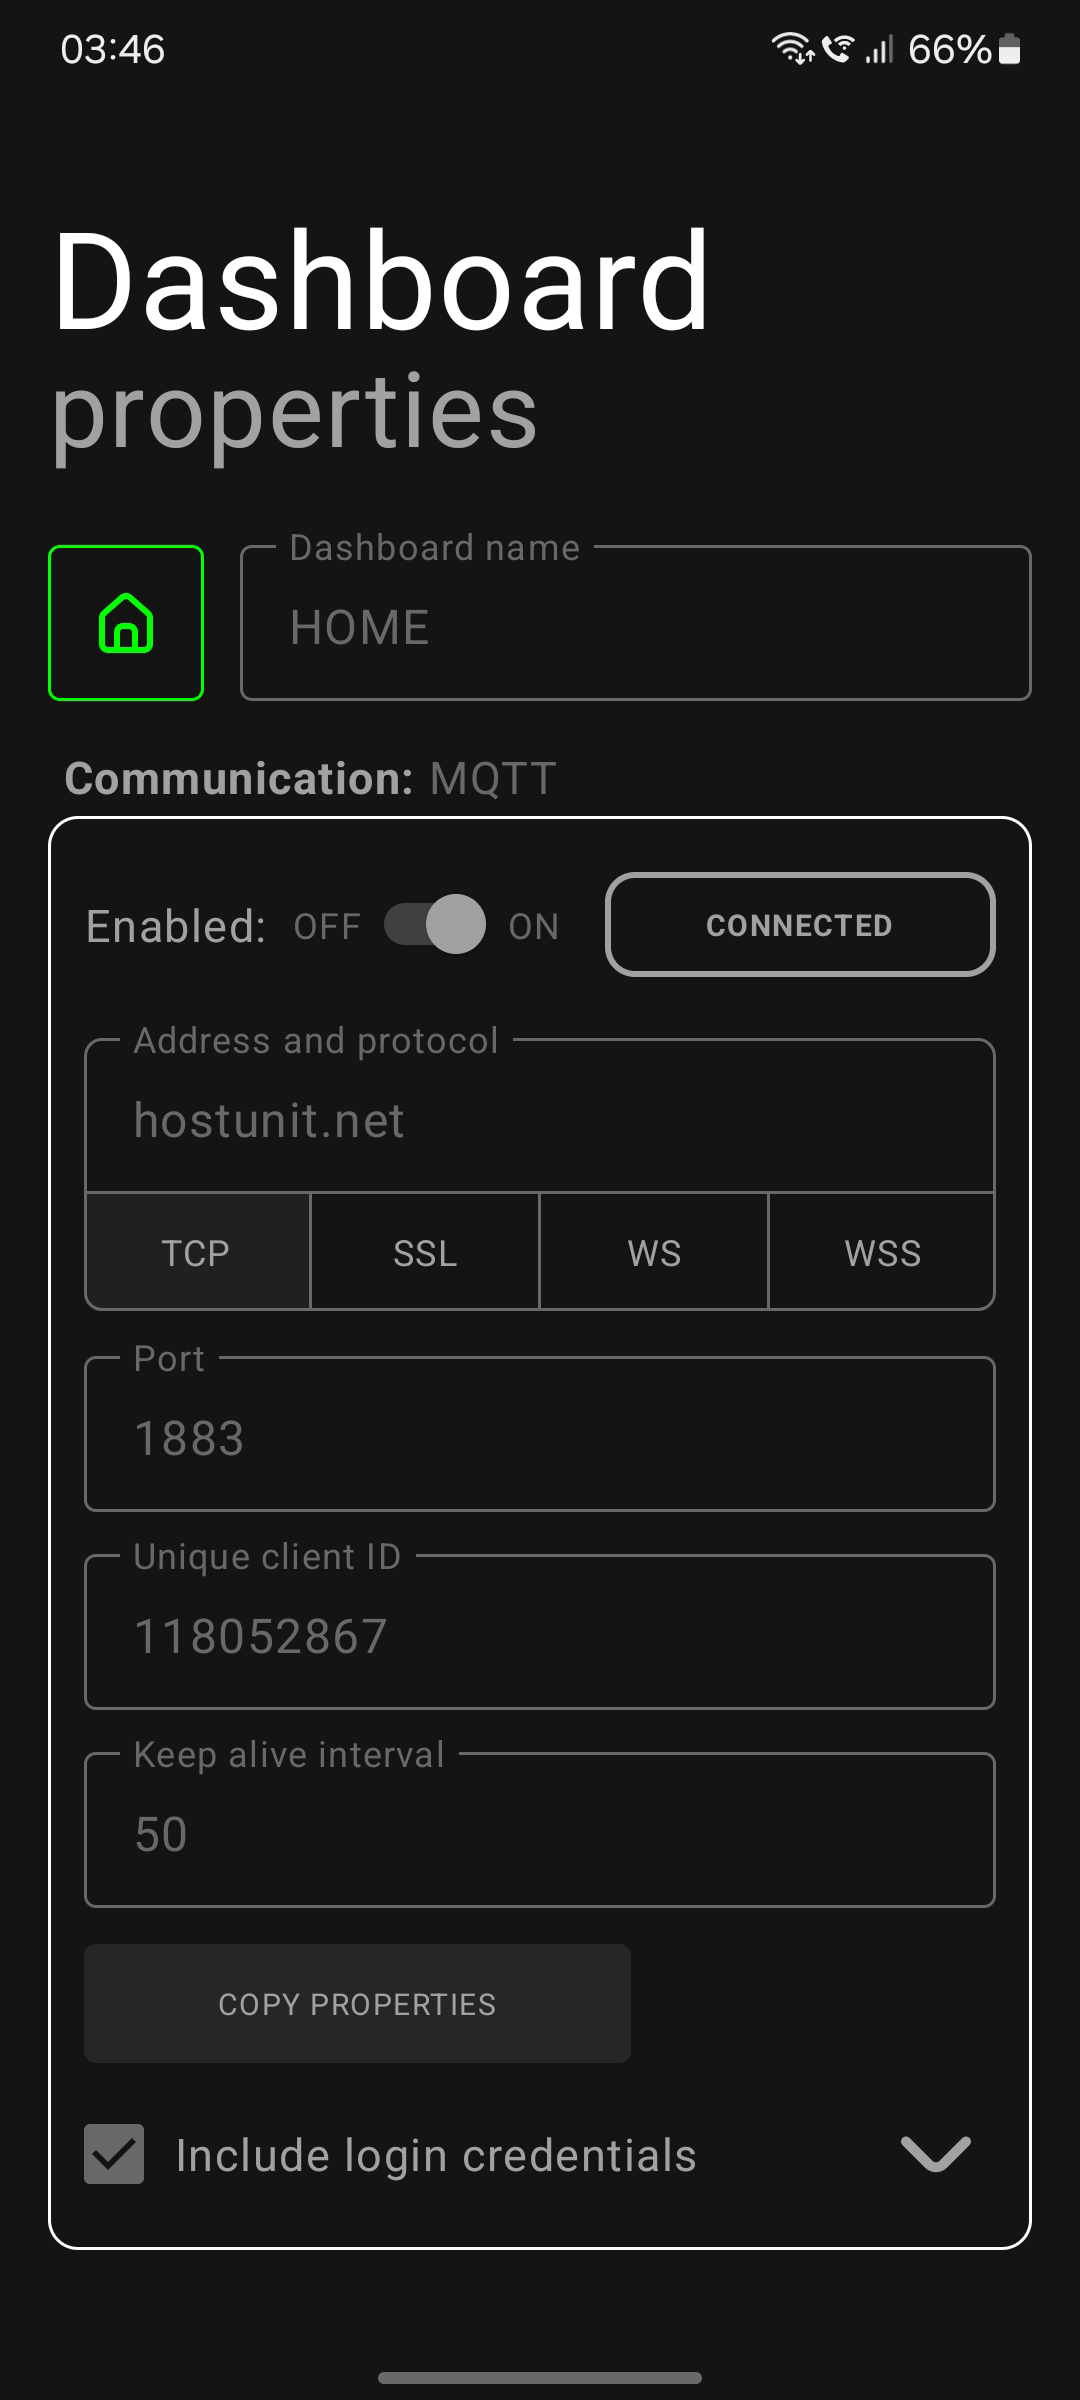 03:46 66%
Dashboard
properties
Dashboard name
HOME
Communication: MQTT
Enabled: OFF ON CONNECTED
Address and protocol
hostunit.net
TCP SSL WS WSS
Port
1883
Unique client ID
118052867
Keep alive interval
50
COPY PROPERTIES
Include login credentials